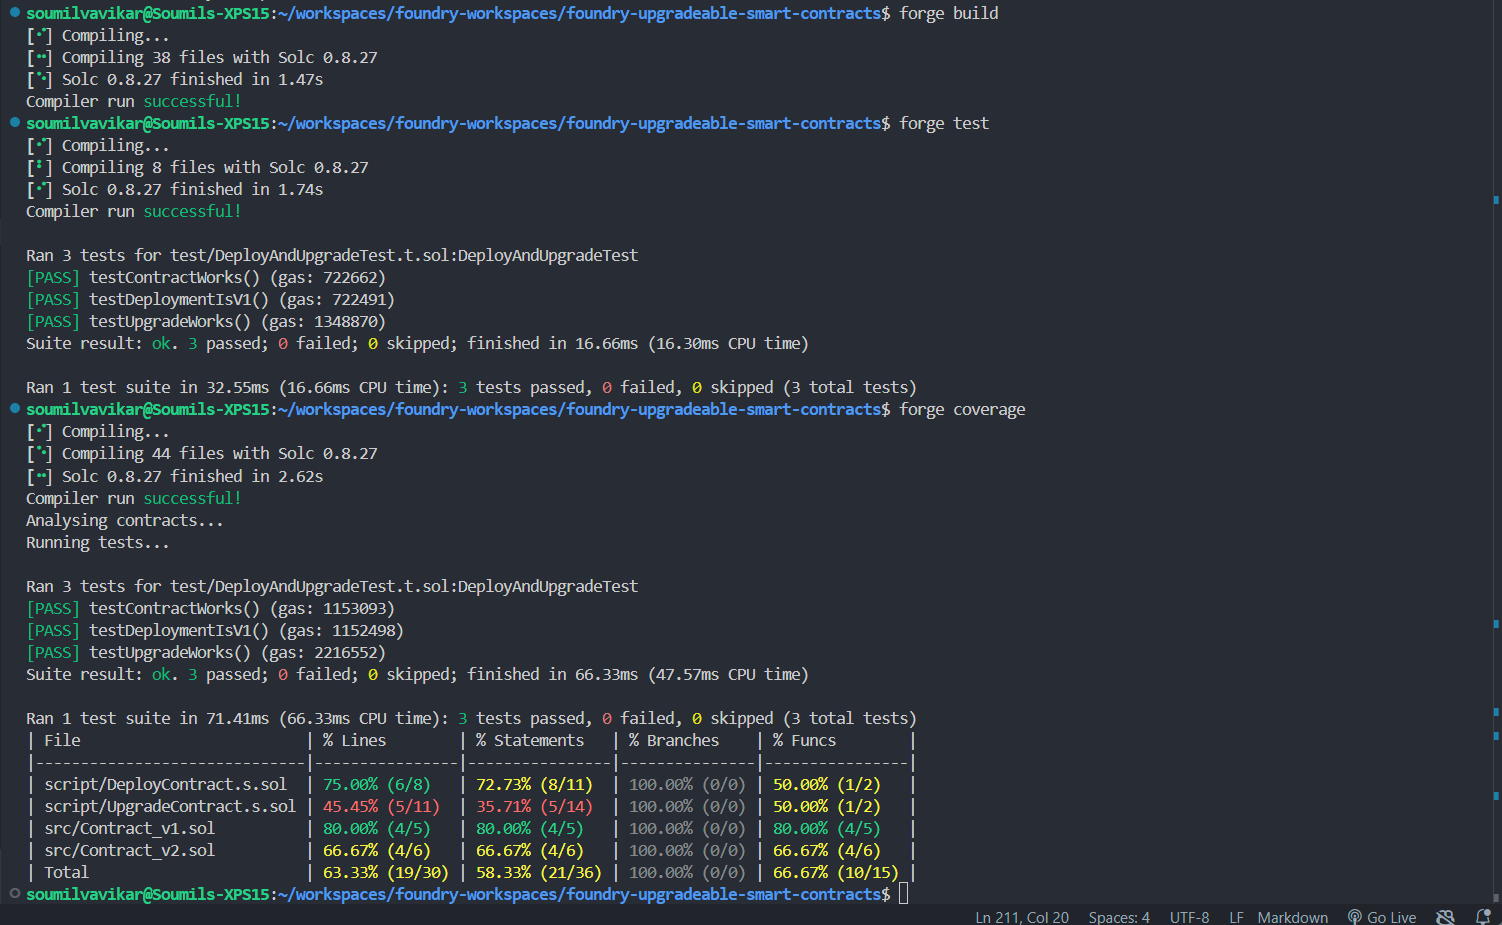 soumilvavikar@Soumils-XPS15:~/workspaces/foundry-workspaces/foundry-upgradeable-smart-contracts$ forge build
[⠊] Compiling...
[⠒] Compiling 38 files with Solc 0.8.27
[⠑] Solc 0.8.27 finished in 1.47s
Compiler run successful!
soumilvavikar@Soumils-XPS15:~/workspaces/foundry-workspaces/foundry-upgradeable-smart-contracts$ forge test
[⠊] Compiling...
[⠃] Compiling 8 files with Solc 0.8.27
[⠊] Solc 0.8.27 finished in 1.74s
Compiler run successful!

Ran 3 tests for test/DeployAndUpgradeTest.t.sol:DeployAndUpgradeTest
[PASS] testContractWorks() (gas: 722662)
[PASS] testDeploymentIsV1() (gas: 722491)
[PASS] testUpgradeWorks() (gas: 1348870)
Suite result: ok. 3 passed; 0 failed; 0 skipped; finished in 16.66ms (16.30ms CPU time)

Ran 1 test suite in 32.55ms (16.66ms CPU time): 3 tests passed, 0 failed, 0 skipped (3 total tests)
soumilvavikar@Soumils-XPS15:~/workspaces/foundry-workspaces/foundry-upgradeable-smart-contracts$ forge coverage
[⠊] Compiling...
[⠑] Compiling 44 files with Solc 0.8.27
[⠒] Solc 0.8.27 finished in 2.62s
Compiler run successful!
Analysing contracts...
Running tests...

Ran 3 tests for test/DeployAndUpgradeTest.t.sol:DeployAndUpgradeTest
[PASS] testContractWorks() (gas: 1153093)
[PASS] testDeploymentIsV1() (gas: 1152498)
[PASS] testUpgradeWorks() (gas: 2216552)
Suite result: ok. 3 passed; 0 failed; 0 skipped; finished in 66.33ms (47.57ms CPU time)

Ran 1 test suite in 71.41ms (66.33ms CPU time): 3 tests passed, 0 failed, 0 skipped (3 total tests)
| File                         | % Lines        | % Statements   | % Branches    | % Funcs        |
|------------------------------|----------------|----------------|---------------|----------------|
| script/DeployContract.s.sol  | 75.00% (6/8)   | 72.73% (8/11)  | 100.00% (0/0) | 50.00% (1/2)   |
| script/UpgradeContract.s.sol | 45.45% (5/11)  | 35.71% (5/14)  | 100.00% (0/0) | 50.00% (1/2)   |
| src/Contract_v1.sol          | 80.00% (4/5)   | 80.00% (4/5)   | 100.00% (0/0) | 80.00% (4/5)   |
| src/Contract_v2.sol          | 66.67% (4/6)   | 66.67% (4/6)   | 100.00% (0/0) | 66.67% (4/6)   |
| Total                        | 63.33% (19/30) | 58.33% (21/36) | 100.00% (0/0) | 66.67% (10/15) |
soumilvavikar@Soumils-XPS15:~/workspaces/foundry-workspaces/foundry-upgradeable-smart-contracts$
Ln 211, Col 20 Spaces: 4 UTF-8 LF Markdown Go Live